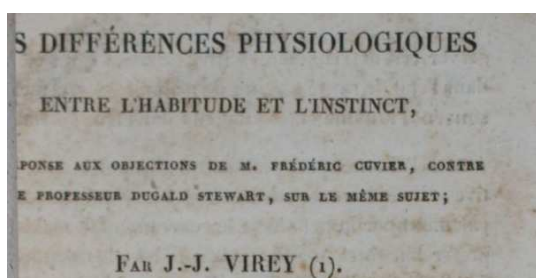 S DIFFÉRENCES PHYSIOLOGIQUES
ENTRE L'HABITUDE ET L'INSTINCT,
PONSE AUX OBJECTIONS DE M. FRÉDÉRIC CUVIER, CONTRE
E PROFESSEUR DUGALD STEWART, SUR LE MÊME SUJET;
PAR J.-J. VIREY (1).